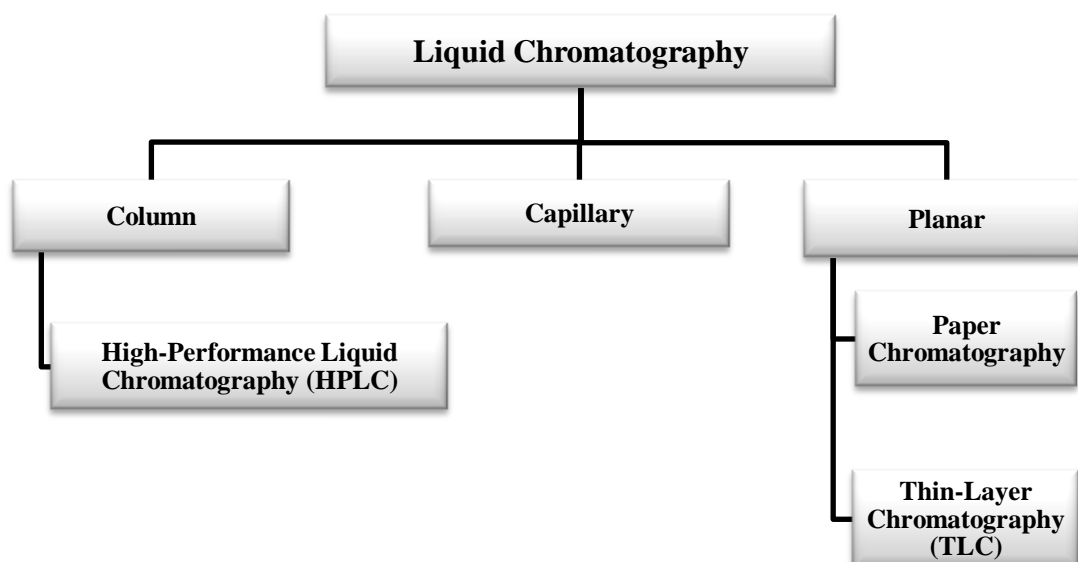 Liquid Chromatography
Column
Capillary
Planar
High-Performance Liquid
Chromatography (HPLC)
Paper
Chromatography
Thin-Layer
Chromatography
(TLC)